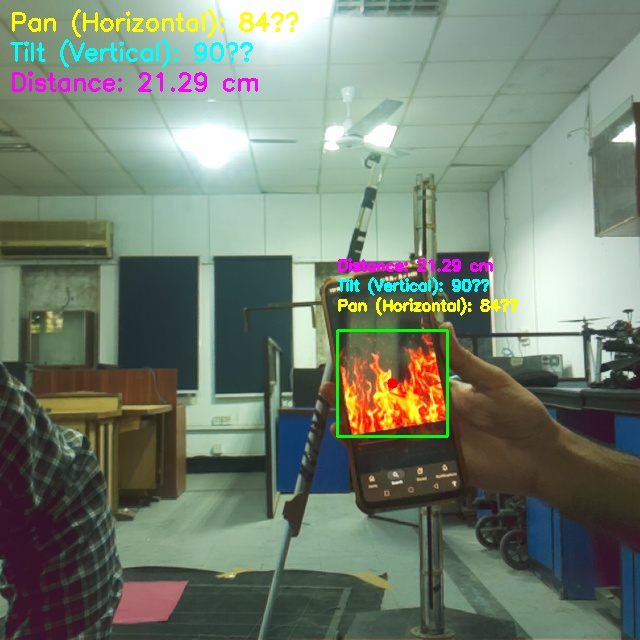 Pan (Horizontal): 84??
Tilt (Vertical): 90??
Distance: 21.29 cm
Distance: 21.29 cm
Tilt (Vertical): 90??
Pan (Horizontal): 84??